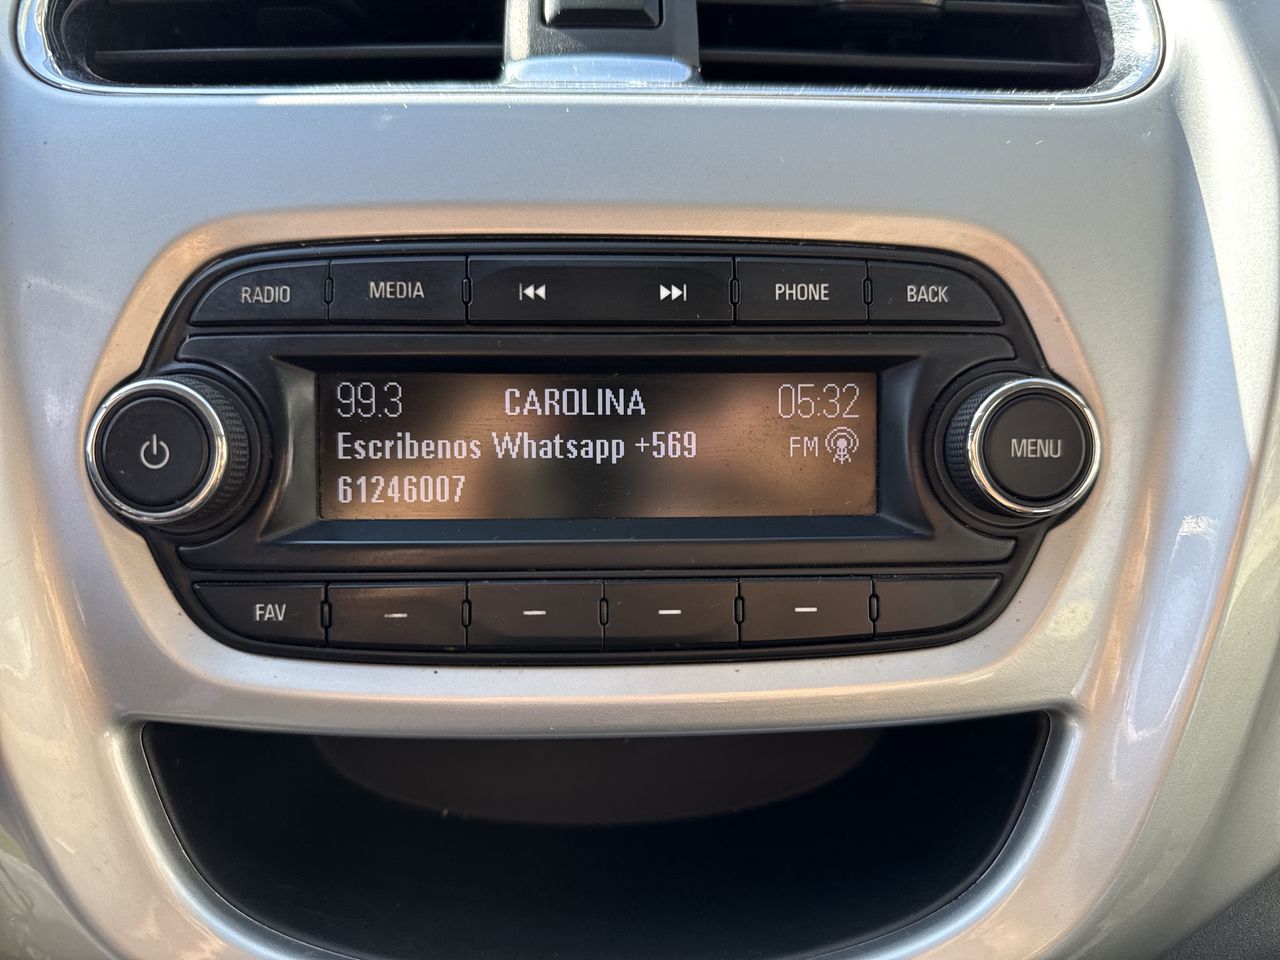 RADIO MEDIA PHONE BACK
99.3 CAROLINA 05:32
Escribenos Whatsapp +569 FM
61246007
MENU
FAV